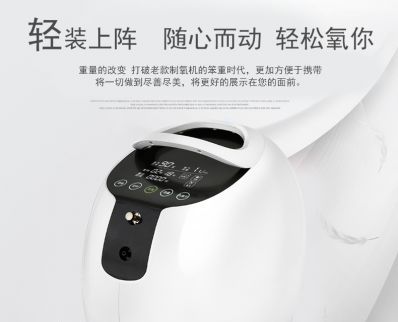 轻装上阵 随心而动 轻松氧你
重量的改变 打破老款制氧机的笨重时代，更加方便于携带
将一切做到尽善尽美，将更好的展示在您的面前。